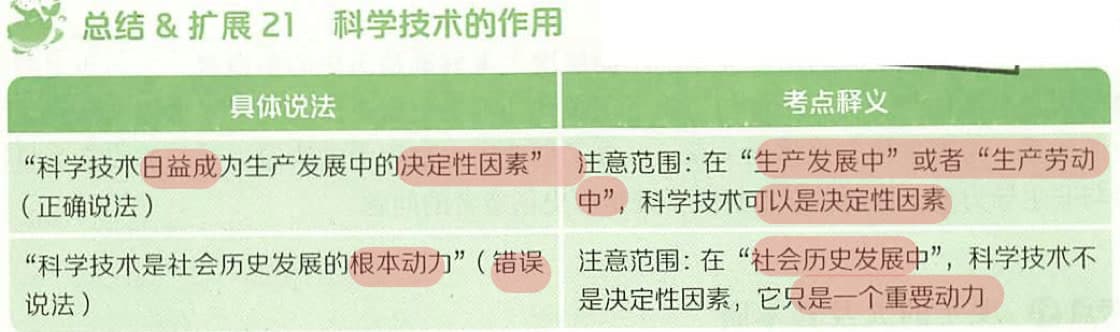 总结 & 扩展 21 科学技术的作用
具体说法
考点释义
“科学技术日益成为生产发展中的决定性因素”
（正确说法）
注意范围：在“生产发展中”或者“生产劳动
中”，科学技术可以是决定性因素
“科学技术是社会历史发展的根本动力”（错误
说法）
注意范围：在“社会历史发展中”，科学技术不
是决定性因素，它只是一个重要动力